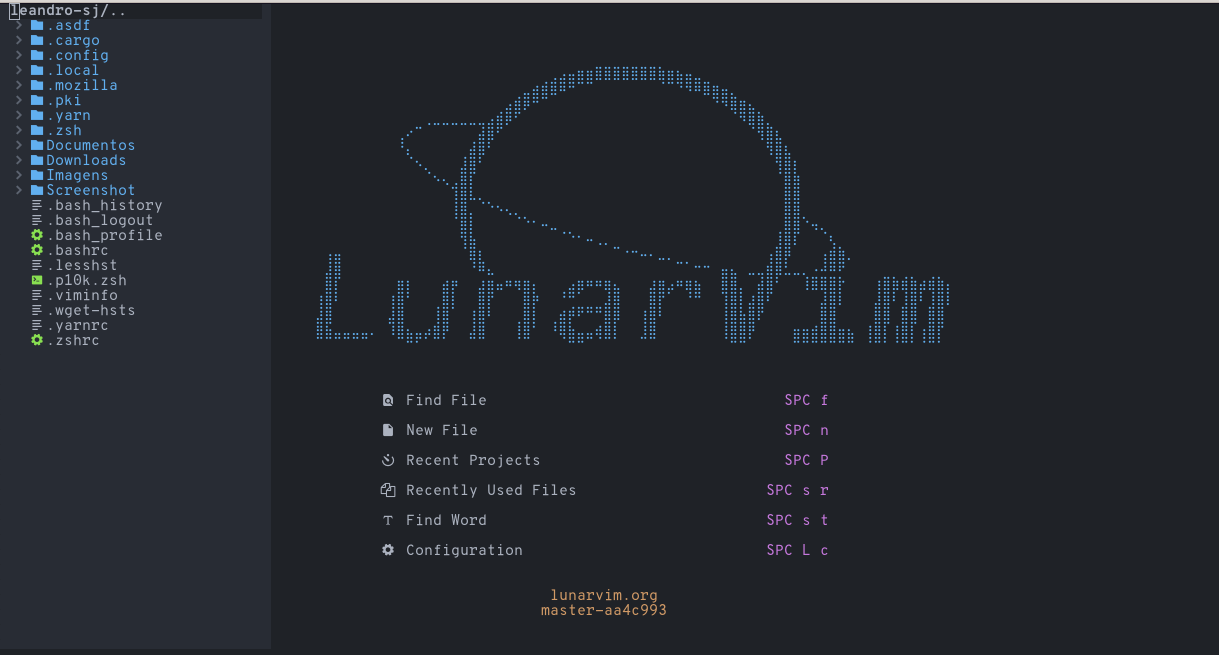 leandro-sj/..
.asdf
.cargo
.config
.local
.mozilla
.pki
.yarn
.zsh
Documentos
Downloads
Imagens
Screenshot
.bash_history
.bash_logout
.bash_profile
.bashrc
.lesshst
.p10k.zsh
.viminfo
.wget-hsts
.yarnrc
.zshrc
LunarVim
Find File SPC f
New File SPC n
Recent Projects SPC P
Recently Used Files SPC s r
Find Word SPC s t
Configuration SPC L c
lunarvim.org
master-aa4c993